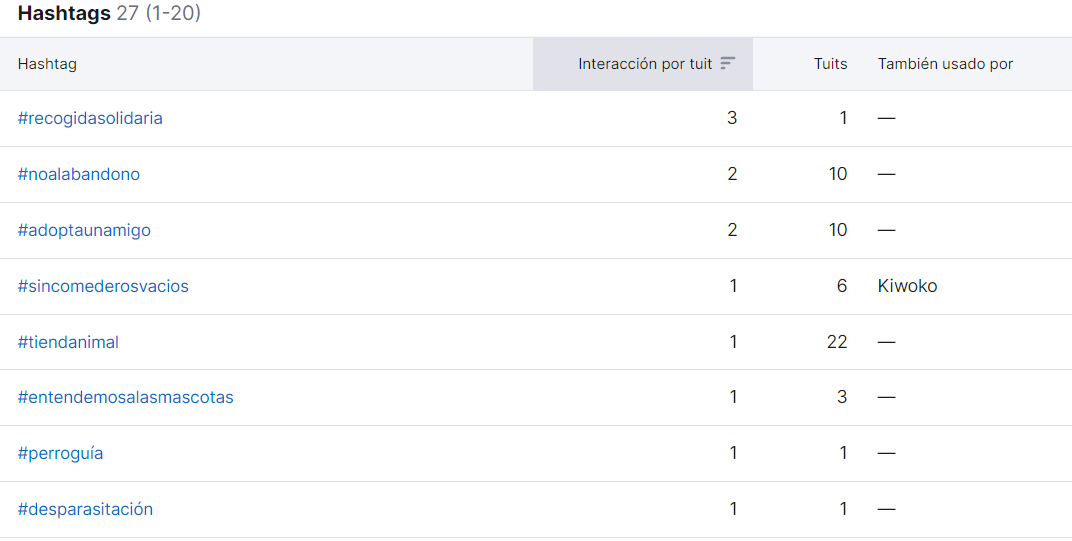 Hashtags 27 (1-20)
Hashtag Interacción por tuit Tuits También usado por
#recogidasolidaria 3 1 —
#noalabandono 2 10 —
#adoptaunamigo 2 10 —
#sincomederosvacios 1 6 Kiwoko
#tiendanimal 1 22 —
#entendemosalasmascotas 1 3 —
#perroguía 1 1 —
#desparasitación 1 1 —